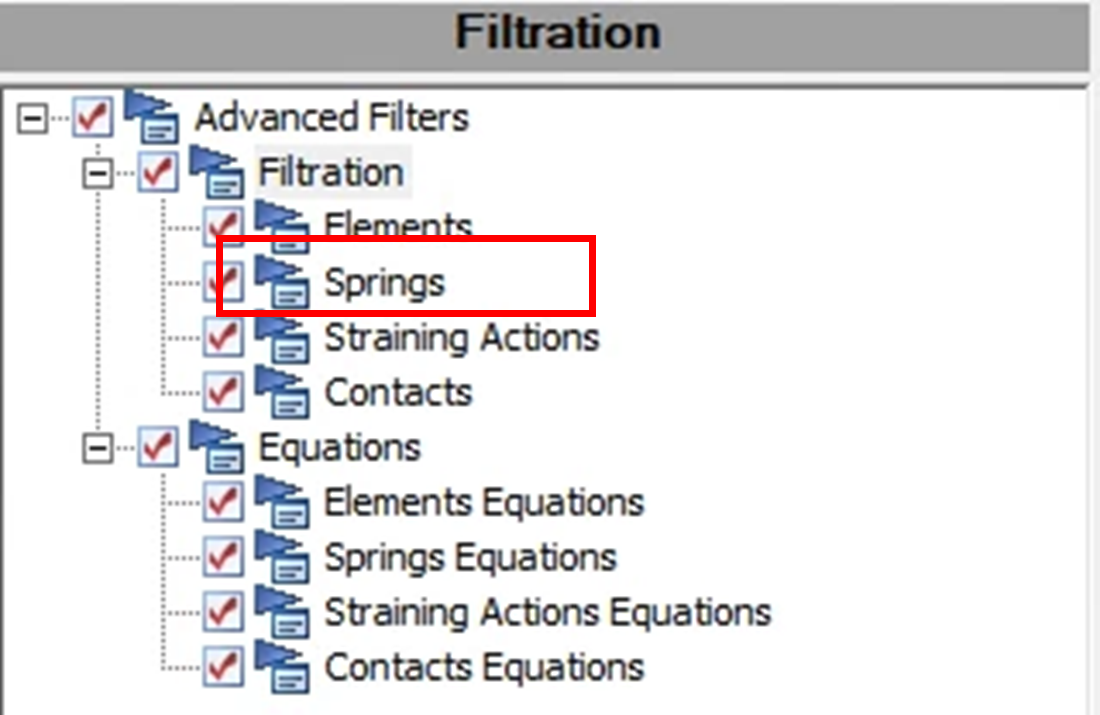 Filtration
Advanced Filters
Filtration
Elements
Springs
Straining Actions
Contacts
Equations
Elements Equations
Springs Equations
Straining Actions Equations
Contacts Equations